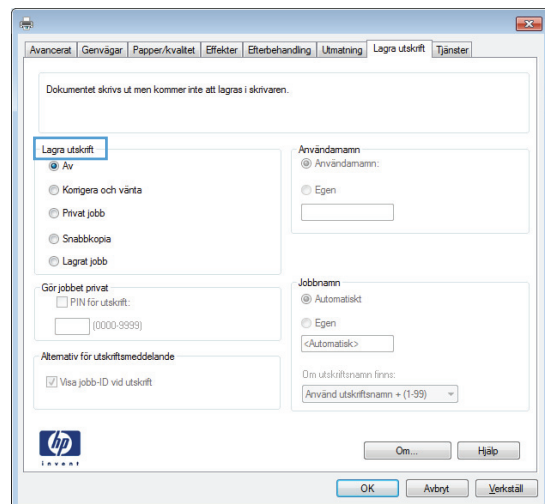 Avancerat Genvägar Papper/kvalitet Effekter Efterbehandling Utmatning Lagra utskrift Tjänster
Dokumentet skrivs ut men kommer inte att lagras i skrivaren.
Lagra utskrift
Av
Korrigera och vänta
Privat jobb
Snabbkopia
Lagrat jobb
Användarnamn
Användarnamn:
Egen
Gör jobbet privat
PIN för utskrift:
(0000-9999)
Jobbnamn
Automatiskt
Egen
<Automatisk>
Om utskriftsnamn finns:
Använd utskriftsnamn + (1-99)
Alternativ för utskriftsmeddelande
Visa jobb-ID vid utskrift
hp
invent
Om... Hjälp
OK Avbryt Verkställ